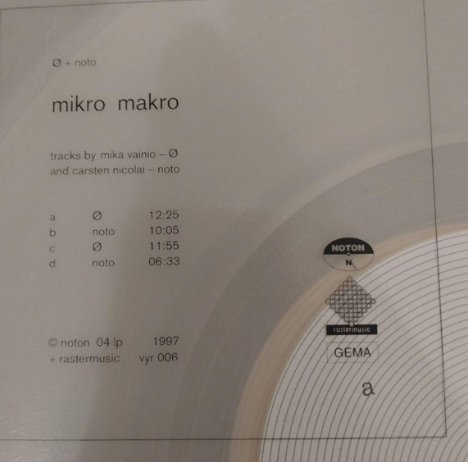 Ø + noto
mikro makro
tracks by mika vainio – Ø
and carsten nicolai – noto
a Ø 12:25
b noto 10:05
c Ø 11:55
d noto 06:33
© noton 04 lp 1997
+ rastermusic vyr 006
NOTON
N
rastermusic
GEMA
a